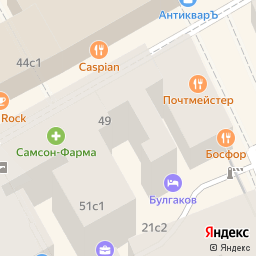 АнтикварЪ
44с1
Caspian
Почтмейстер
Rock
49
Самсон-Фарма
Босфор
Булгаков
51с1
21с2
Яндекс
© Яндекс